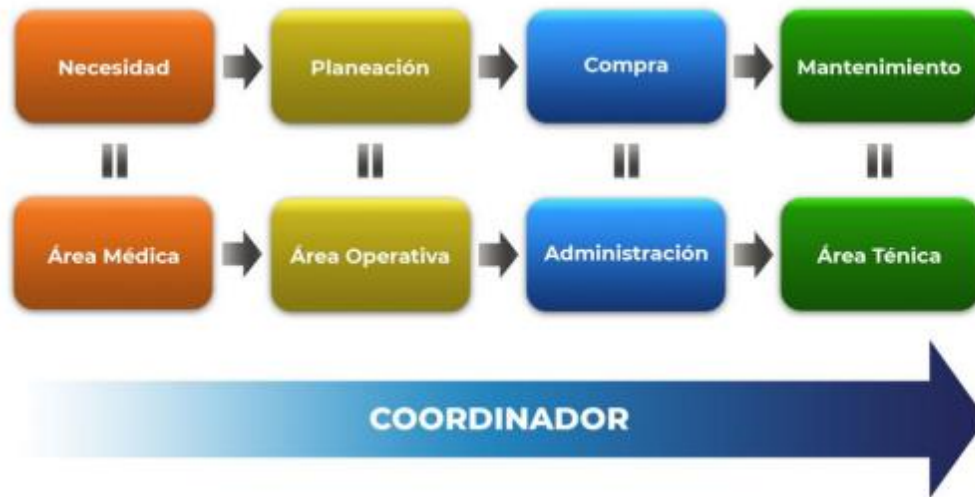 Necesidad
Planeación
Compra
Mantenimiento
Área Médica
Área Operativa
Administración
Área Ténica
COORDINADOR